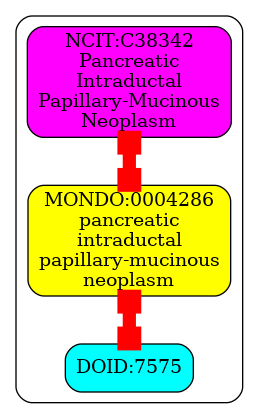 NCIT:C38342
Pancreatic
Intraductal
Papillary-Mucinous
Neoplasm
MONDO:0004286
pancreatic
intraductal
papillary-mucinous
neoplasm
DOID:7575